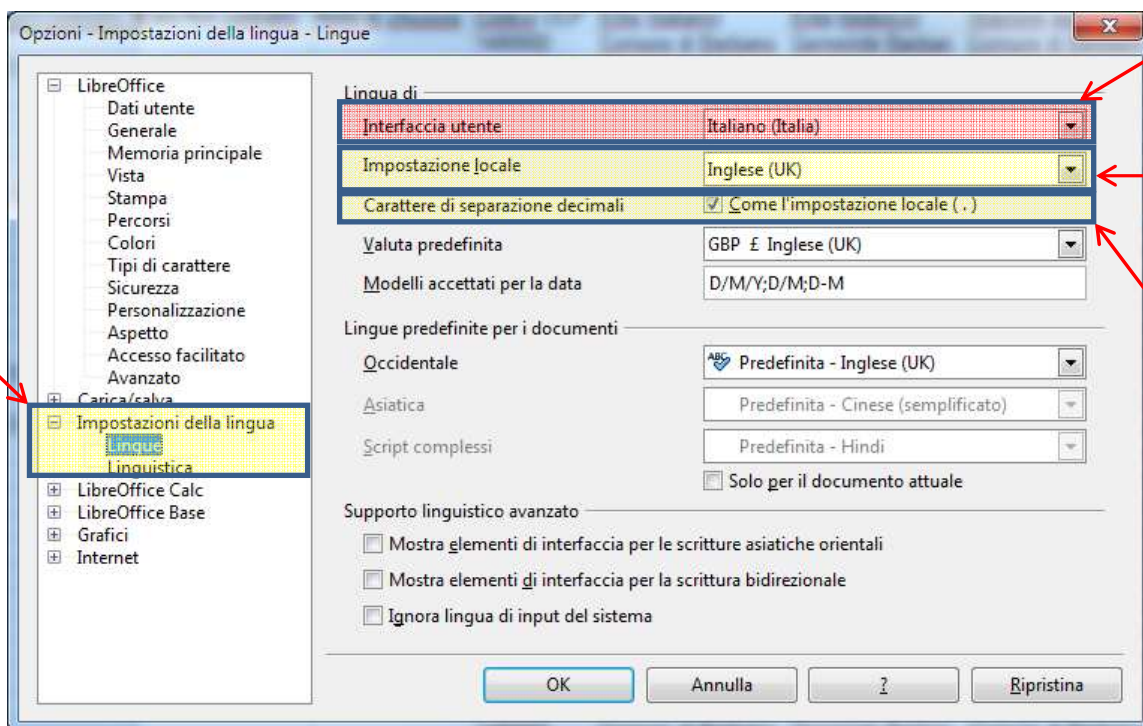 Opzioni - Impostazioni della lingua - Lingue
LibreOffice
Dati utente
Generale
Memoria principale
Vista
Stampa
Percorsi
Colori
Tipi di carattere
Sicurezza
Personalizzazione
Aspetto
Accesso facilitato
Avanzato
Carica/salva
Impostazioni della lingua
Lingue
Linguistica
LibreOffice Calc
LibreOffice Base
Grafici
Internet
Lingua di
Interfaccia utente Italiano (Italia)
Impostazione locale Inglese (UK)
Carattere di separazione decimali Come l'impostazione locale ( . )
Valuta predefinita GBP £ Inglese (UK)
Modelli accettati per la data D/M/Y;D/M;D-M
Lingue predefinite per i documenti
Occidentale ABC Predefinita - Inglese (UK)
Asiatica Predefinita - Cinese (semplificato)
Script complessi Predefinita - Hindi
Solo per il documento attuale
Supporto linguistico avanzato
Mostra elementi di interfaccia per le scritture asiatiche orientali
Mostra elementi di interfaccia per la scrittura bidirezionale
Ignora lingua di input del sistema
OK Annulla ? Ripristina